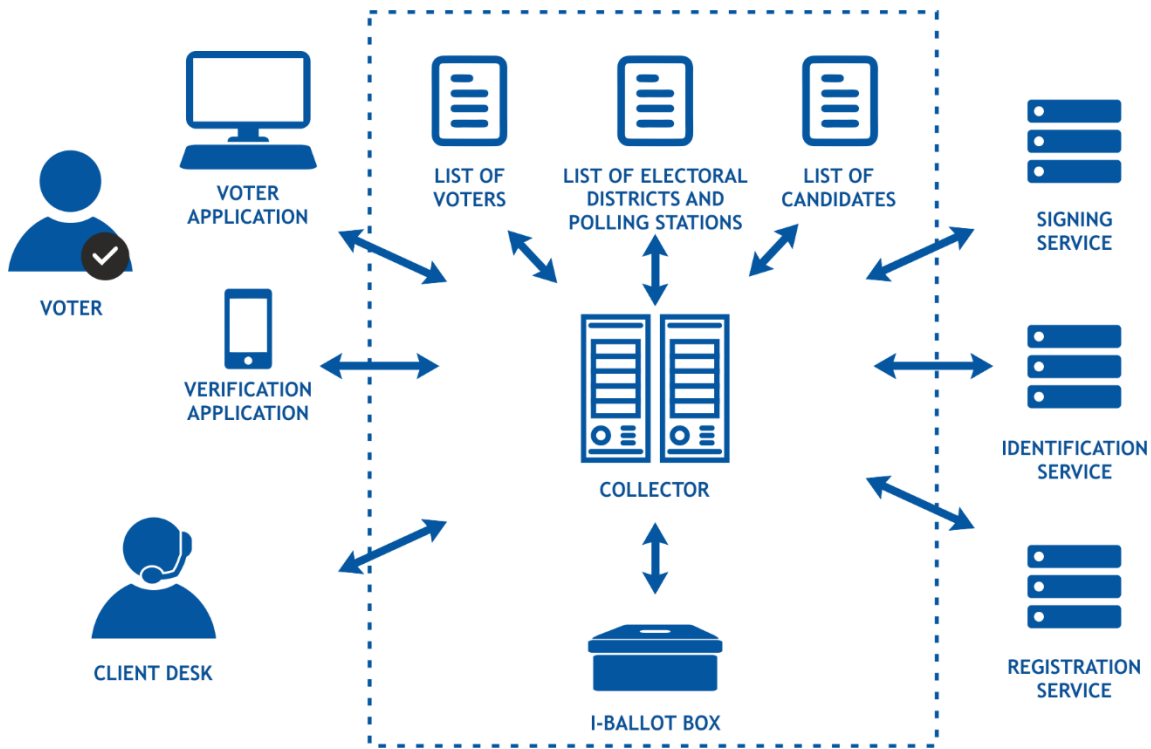 VOTER
APPLICATION
LIST OF
VOTERS
LIST OF ELECTORAL
DISTRICTS AND
POLLING STATIONS
LIST OF
CANDIDATES
SIGNING
SERVICE
VOTER
VERIFICATION
APPLICATION
COLLECTOR
IDENTIFICATION
SERVICE
CLIENT DESK
I-BALLOT BOX
REGISTRATION
SERVICE